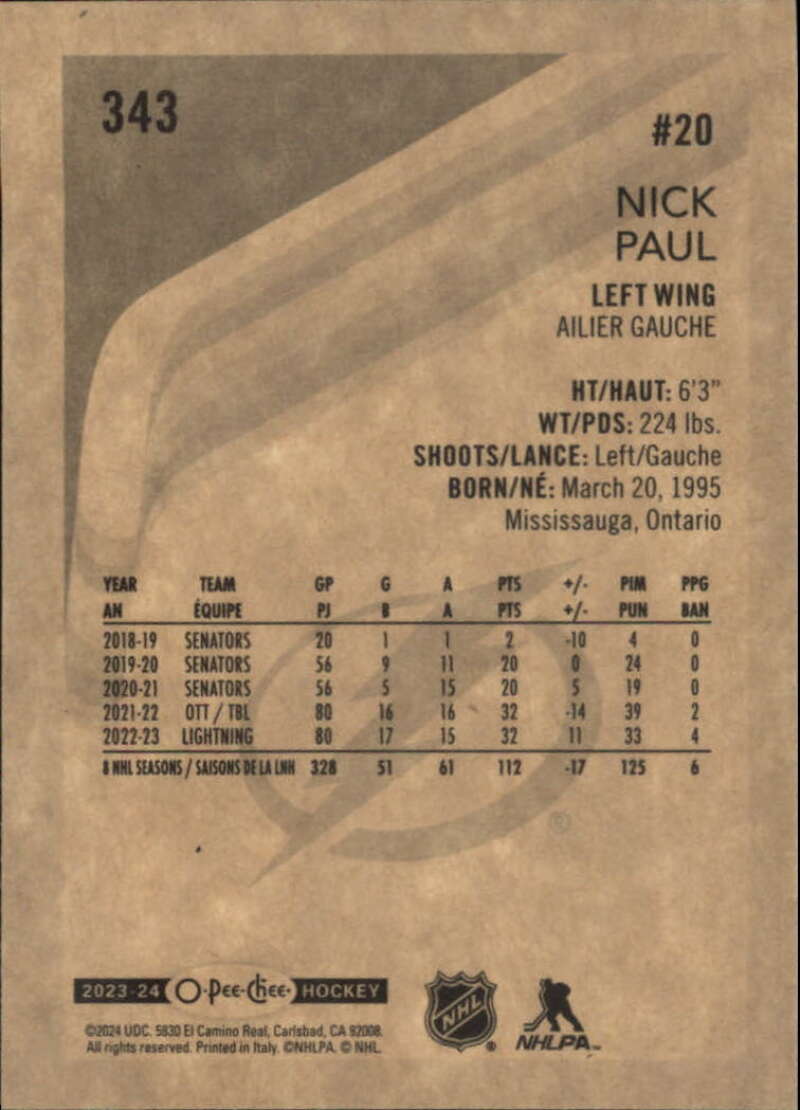 343
#20
NICK
PAUL
LEFT WING
AILIER GAUCHE
HT/HAUT: 6'3"
WT/PDS: 224 lbs.
SHOOTS/LANCE: Left/Gauche
BORN/NÉ: March 20, 1995
Mississauga, Ontario
YEAR TEAM GP G A PTS +/- PIM PPG
AN ÉQUIPE PJ B A PTS +/- PUN BAN
2018-19 SENATORS 20 1 1 2 -10 4 0
2019-20 SENATORS 56 9 11 20 0 24 0
2020-21 SENATORS 56 5 15 20 5 19 0
2021-22 OTT / TBL 80 16 16 32 -14 39 2
2022-23 LIGHTNING 80 17 15 32 11 33 4
8 NHL SEASONS / SAISONS DE LA LNH 328 51 61 112 -17 125 6
2023-24 O-Pee-Chee HOCKEY
©2024 UDC. 5830 El Camino Real, Carlsbad, CA 92008.
All rights reserved. Printed in Italy. ©NHLPA. © NHL.
NHL
NHLPA